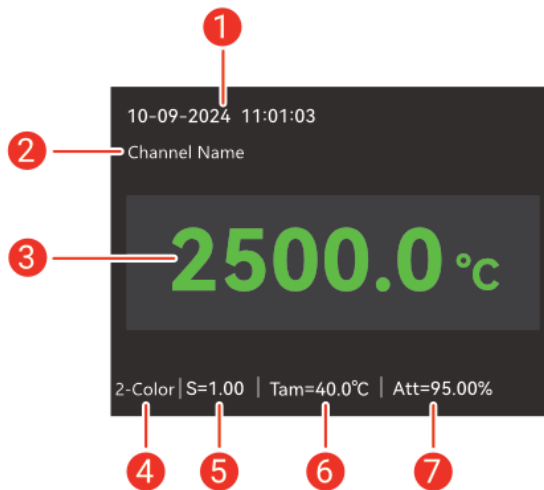 1
10-09-2024 11:01:03
2
Channel Name
3
2500.0 °C
2-Color | S=1.00 | Tam=40.0℃ | Att=95.00%
4 5 6 7